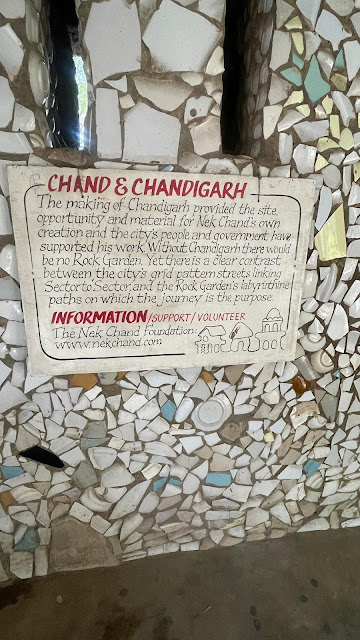 CHAND & CHANDIGARH
The making of Chandigarh provided the site,
opportunity and material for Nek Chand's own
creation and the city's people and government have
supported his work. Without Chandigarh there would
be no Rock Garden. Yet there is a clear contrast
between the city's grid pattern streets linking
Sector to Sector, and the Rock Garden's labyrinthine
paths on which the journey is the purpose.
INFORMATION/SUPPORT/VOLUNTEER
The Nek Chand Foundation:
www.nekchand.com